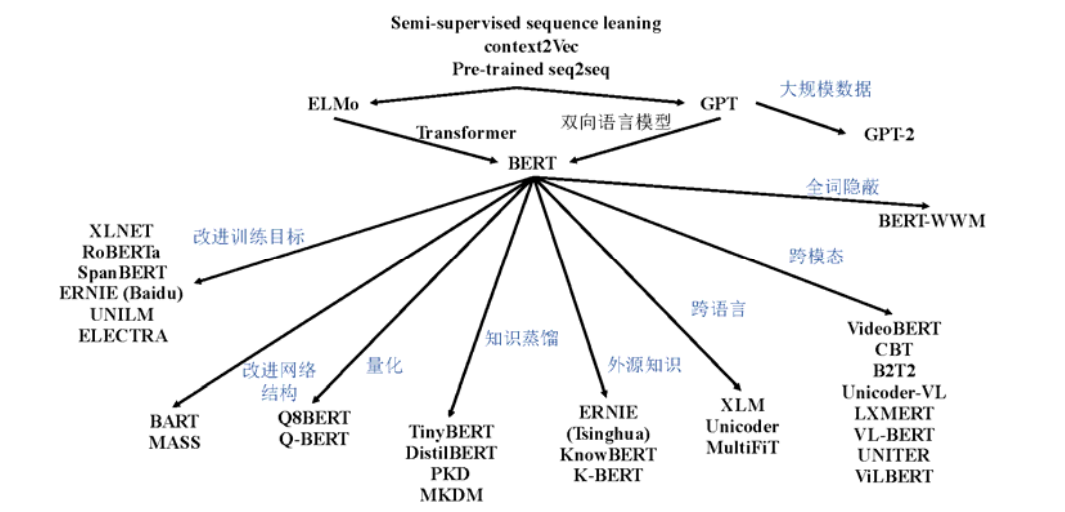 Semi-supervised sequence leaning
context2Vec
Pre-trained seq2seq
ELMo
GPT
大规模数据
GPT-2
Transformer
双向语言模型
BERT
全词隐蔽
BERT-WWM
改进训练目标
XLNET
RoBERTa
SpanBERT
ERNIE (Baidu)
UNILM
ELECTRA
改进网络
结构
BART
MASS
量化
Q8BERT
Q-BERT
知识蒸馏
TinyBERT
DistilBERT
PKD
MKDM
外源知识
ERNIE
(Tsinghua)
KnowBERT
K-BERT
跨语言
XLM
Unicoder
MultiFiT
跨模态
VideoBERT
CBT
B2T2
Unicoder-VL
LXMERT
VL-BERT
UNITER
ViLBERT